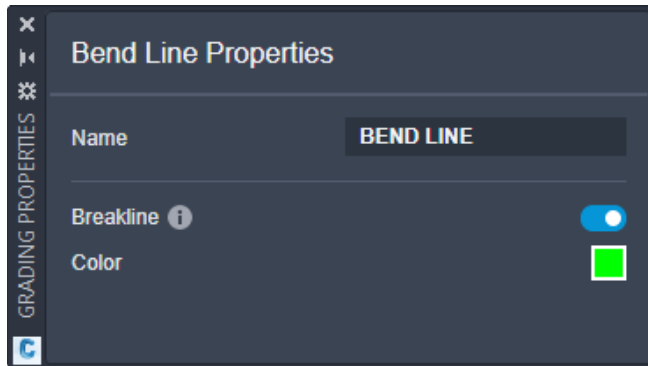 Bend Line Properties
Name BEND LINE
Breakline
Color
GRADING PROPERTIES
C